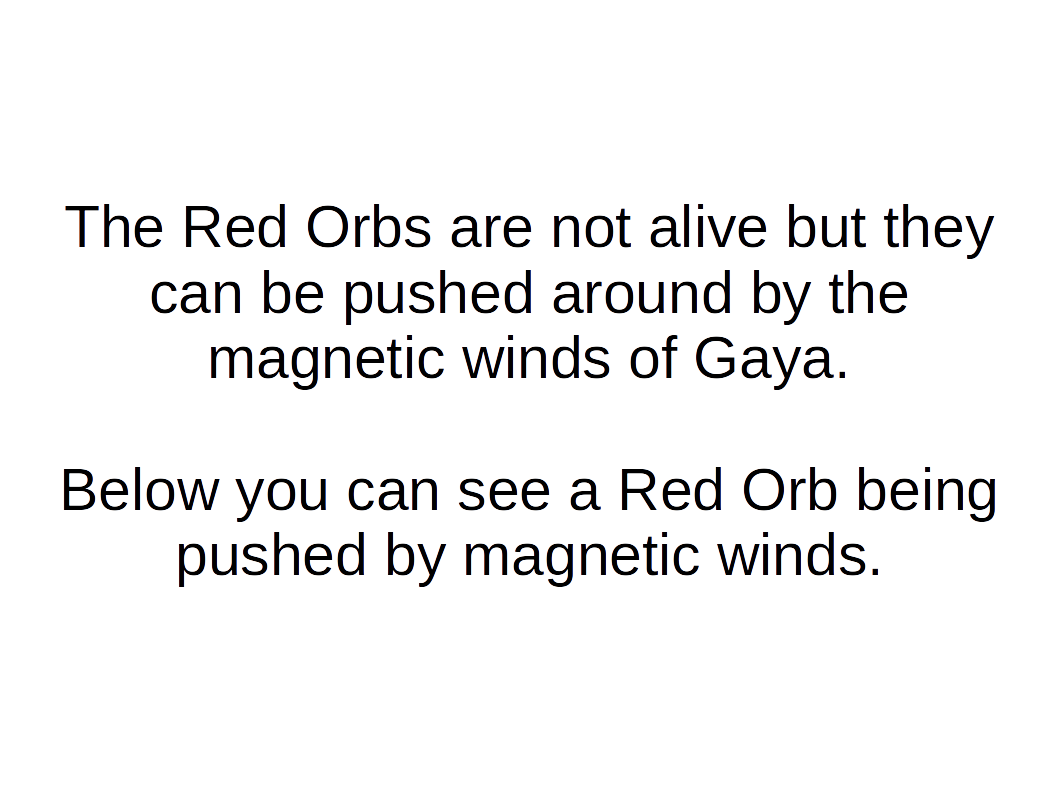 The Red Orbs are not alive but they
can be pushed around by the
magnetic winds of Gaya.
Below you can see a Red Orb being
pushed by magnetic winds.